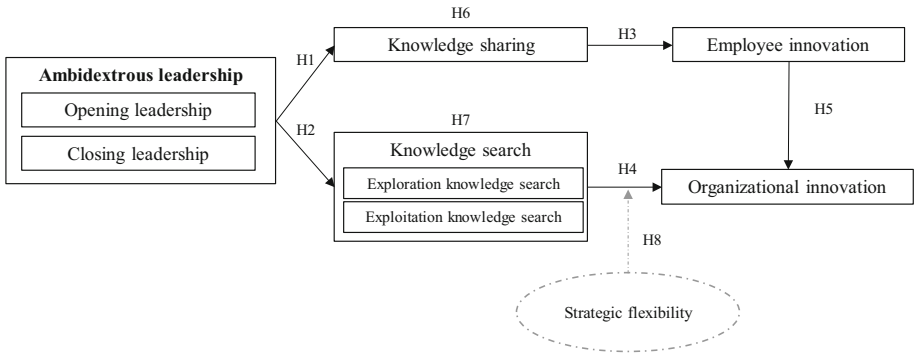 H6
Knowledge sharing
H3
Employee innovation
H1
Ambidextrous leadership
Opening leadership
Closing leadership
H2
H5
H7
Knowledge search
Exploration knowledge search
Exploitation knowledge search
H4
Organizational innovation
H8
Strategic flexibility